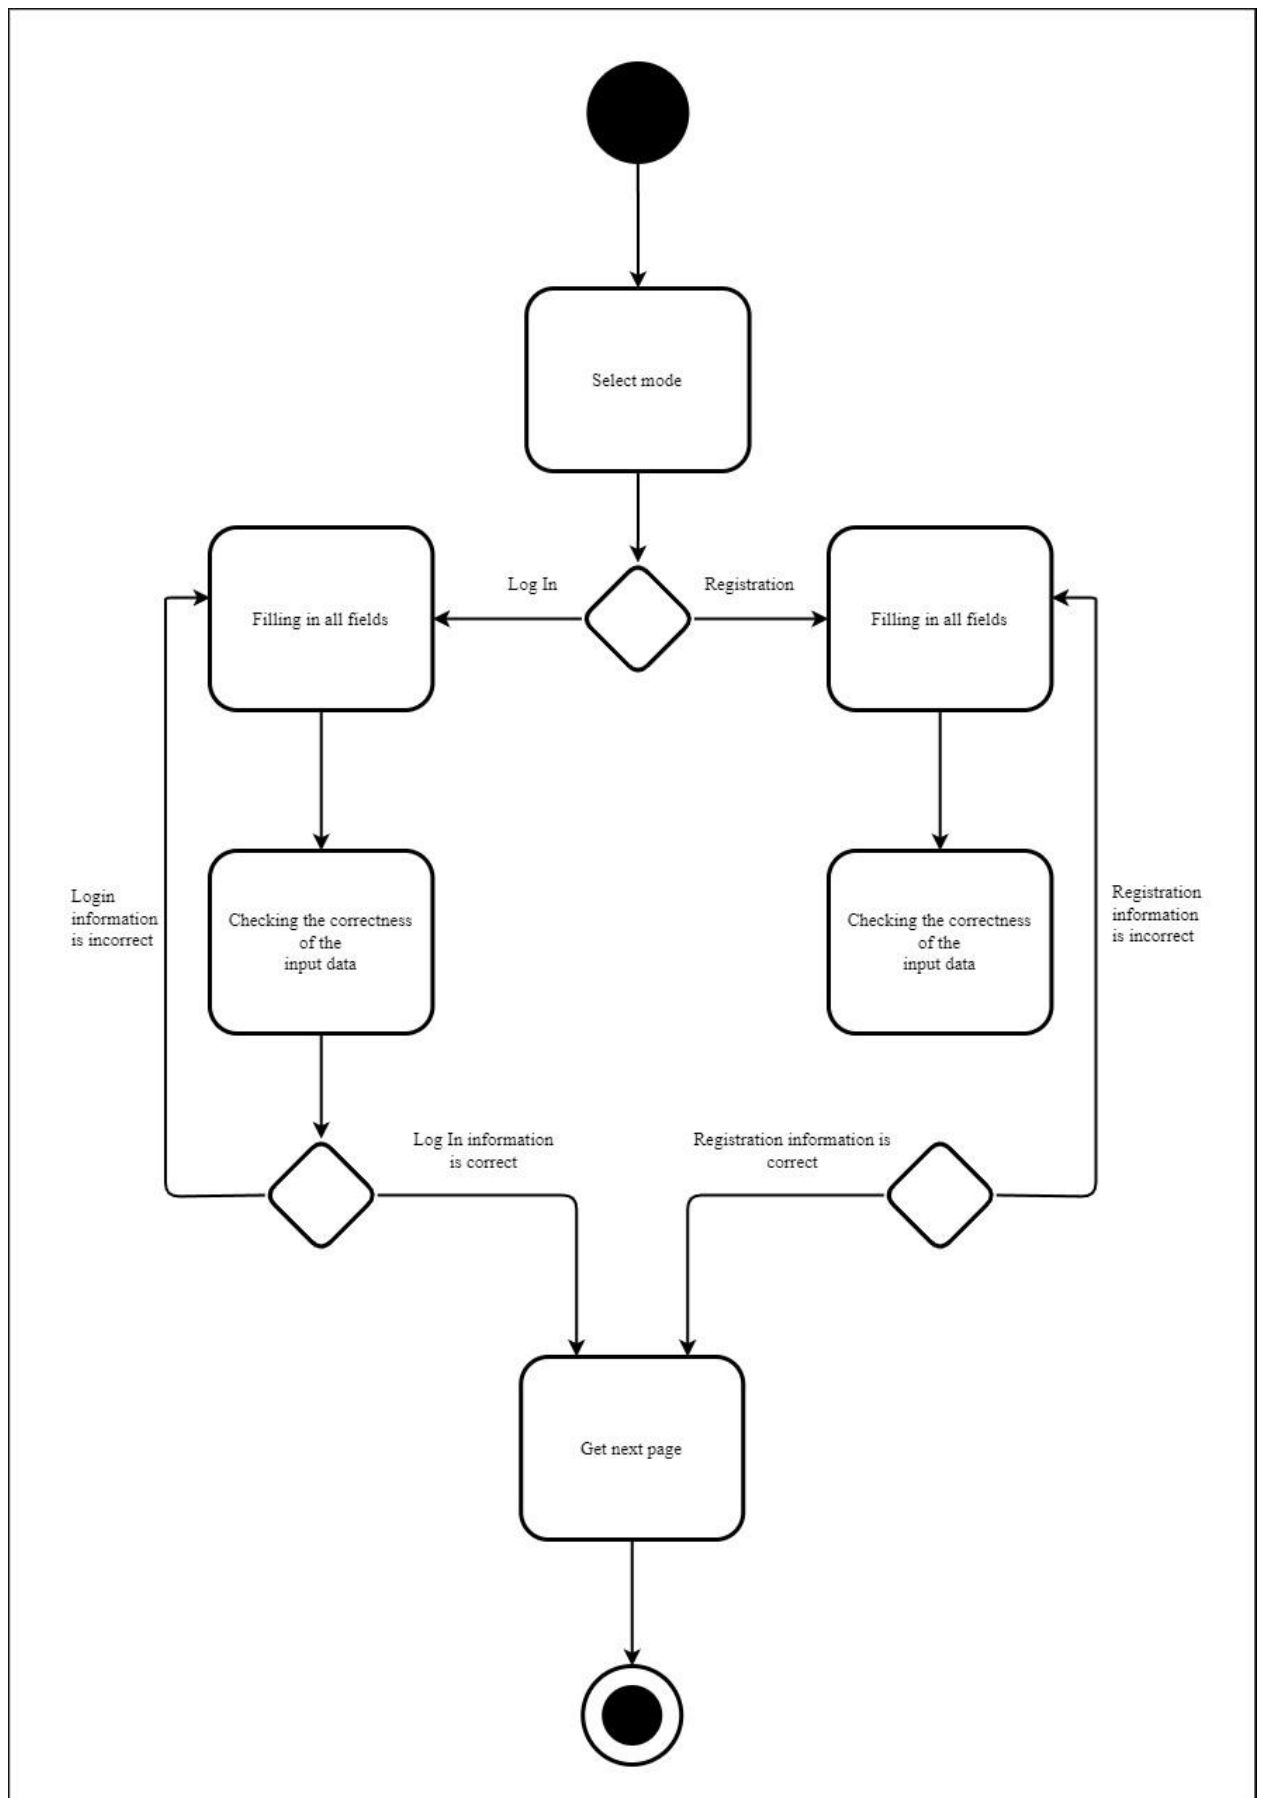 Select mode
Log In
Registration
Filling in all fields
Filling in all fields
Login
information
is incorrect
Checking the correctness
of the
input data
Checking the correctness
of the
input data
Registration
information
is incorrect
Log In information
is correct
Registration information is
correct
Get next page